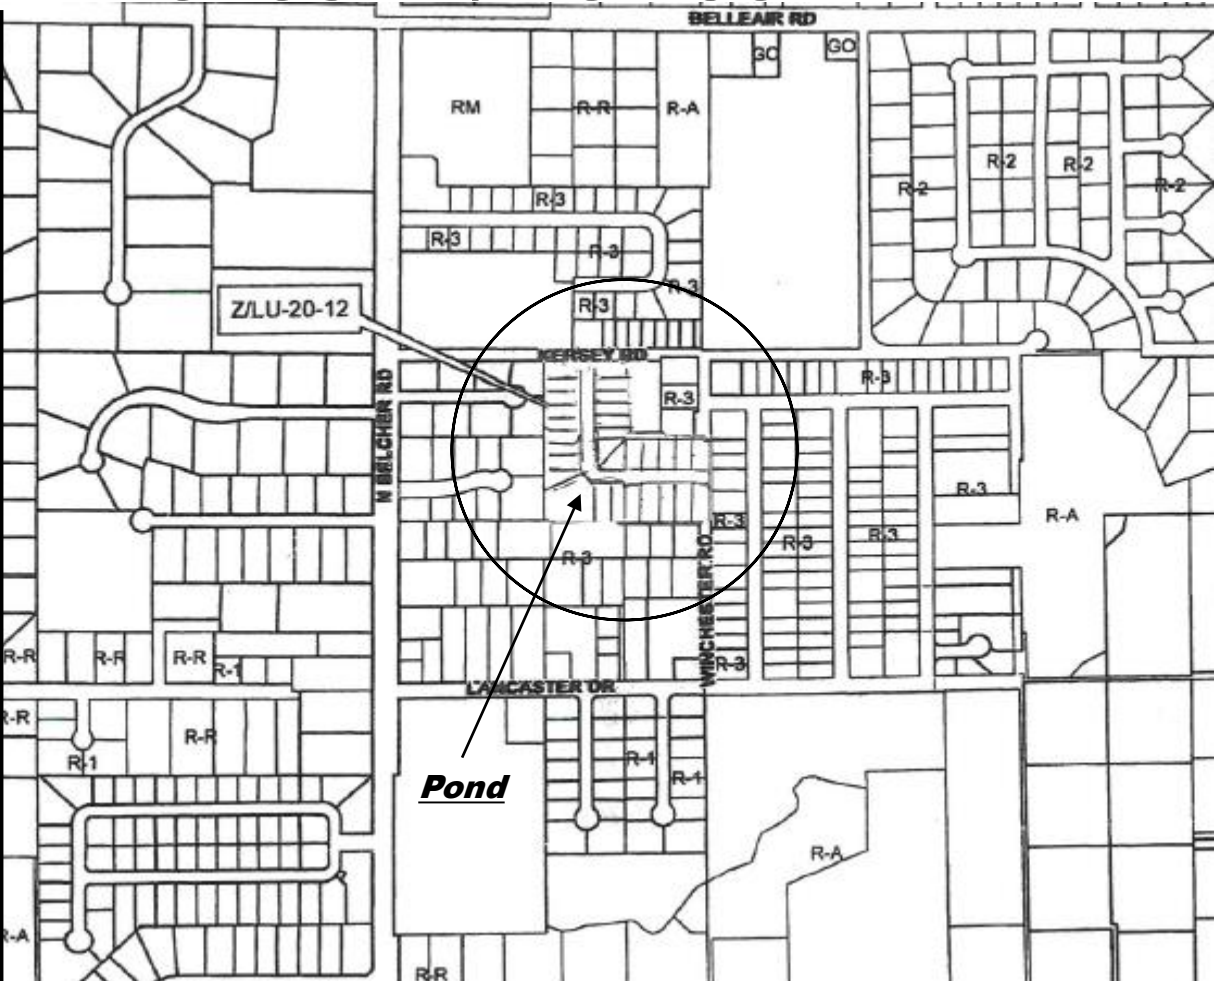 BELLEAIR RD
GO
GO
RM
R-R
R-A
R-2
R-2
R-2
R-2
R-3
R-3
R-3
R-3
R-3
Z/LU-20-12
KERSEY RD
R-3
R-3
N BELCHER RD
R-3
R-A
R-3
R-3
R-3
R-3
WINCHESTER RD
R-R
R-R
R-R
R-1
R-3
LANCASTER DR
R-R
R-R
R-1
R-1
R-1
Pond
R-A
R-A
R-R